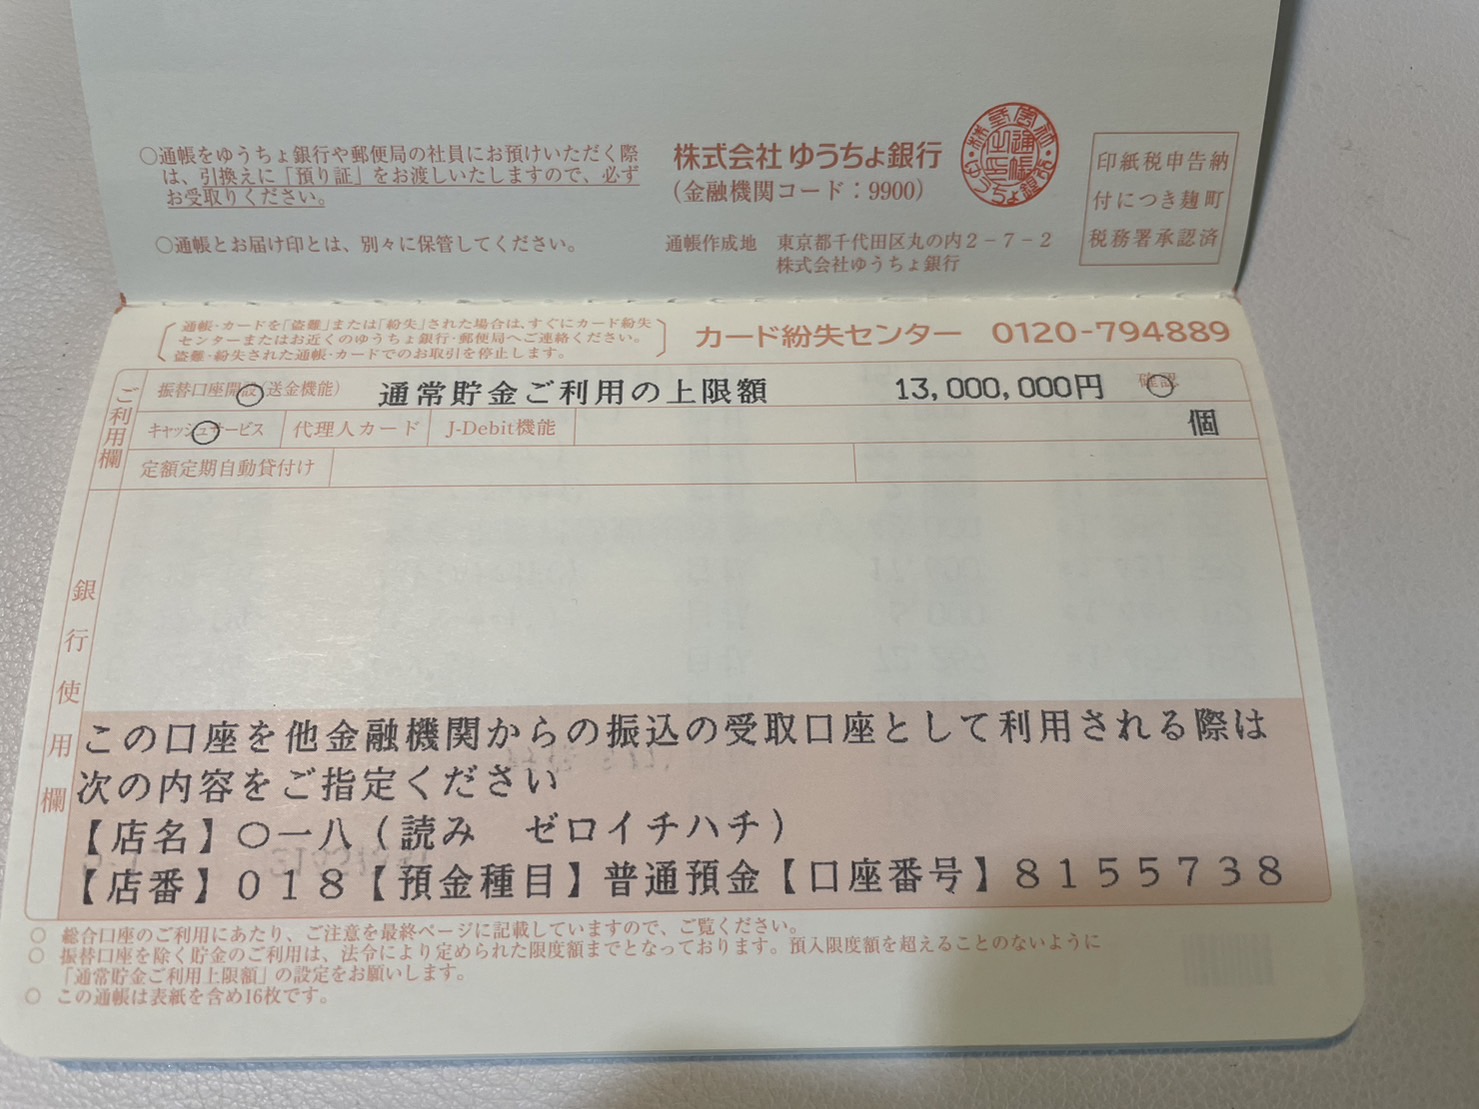 ○通帳をゆうちょ銀行や郵便局の社員にお預けいただく際
は、引換えに「預り証」をお渡しいたしますので、必ず
お受取りください。
○通帳とお届け印とは、別々に保管してください。
株式会社 ゆうちょ銀行
(金融機関コード：9900)
通帳作成地 東京都千代田区丸の内2－7－2
株式会社ゆうちょ銀行
印紙税申告納
付につき麹町
税務署承認済
通帳・カードを「盗難」または「紛失」された場合は、すぐにカード紛失
センターまたはお近くのゆうちょ銀行・郵便局へご連絡ください。
盗難・紛失された通帳・カードでのお取引を停止します。
カード紛失センター 0120-794889
ご利用欄
振替口座開設(送金機能) 通常貯金ご利用の上限額 13,000,000円 確認
キャッシュサービス 代理人カード J-Debit機能 個
定額定期自動貸付け
銀行使用欄
この口座を他金融機関からの振込の受取口座として利用される際は
次の内容をご指定ください
【店名】〇一八（読み ゼロイチハチ）
【店番】018【預金種目】普通預金【口座番号】8155738
○ 総合口座のご利用にあたり、ご注意を最終ページに記載していますので、ご覧ください。
○ 振替口座を除く貯金のご利用は、法令により定められた限度額までとなっております。預入限度額を超えることのないように
「通常貯金ご利用上限額」の設定をお願いします。
○ この通帳は表紙を含め16枚です。